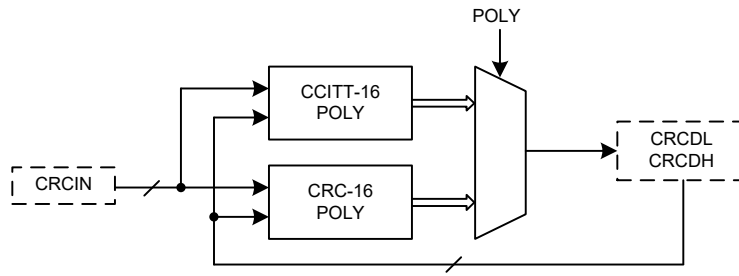 POLY
CCITT-16
POLY
CRCDL
CRCDH
CRCIN
CRC-16
POLY